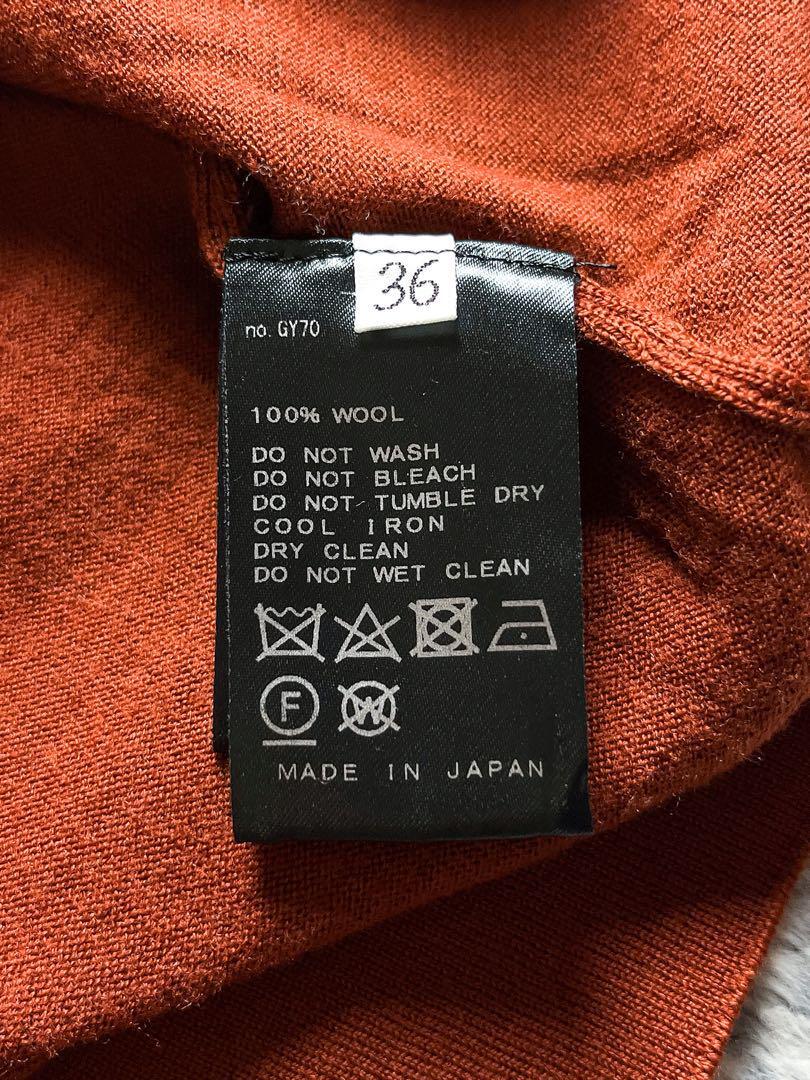 36
no. GY70
100% WOOL
DO NOT WASH
DO NOT BLEACH
DO NOT TUMBLE DRY
COOL IRON
DRY CLEAN
DO NOT WET CLEAN
F
W
MADE IN JAPAN